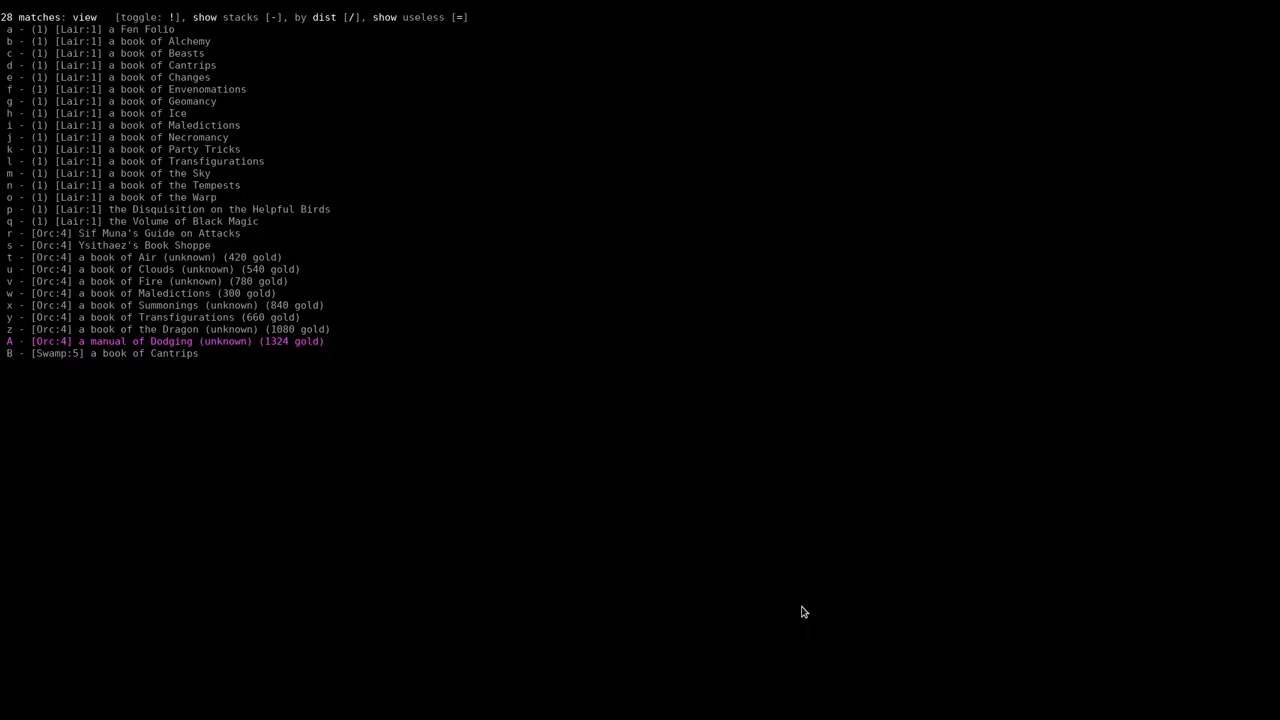 28 matches: view   [toggle: !], show stacks [-], by dist [/], show useless [=]
a - (1) [Lair:1] a Fen Folio
b - (1) [Lair:1] a book of Alchemy
c - (1) [Lair:1] a book of Beasts
d - (1) [Lair:1] a book of Cantrips
e - (1) [Lair:1] a book of Changes
f - (1) [Lair:1] a book of Envenomations
g - (1) [Lair:1] a book of Geomancy
h - (1) [Lair:1] a book of Ice
i - (1) [Lair:1] a book of Maledictions
j - (1) [Lair:1] a book of Necromancy
k - (1) [Lair:1] a book of Party Tricks
l - (1) [Lair:1] a book of Transfigurations
m - (1) [Lair:1] a book of the Sky
n - (1) [Lair:1] a book of the Tempests
o - (1) [Lair:1] a book of the Warp
p - (1) [Lair:1] the Disquisition on the Helpful Birds
q - (1) [Lair:1] the Volume of Black Magic
r - [Orc:4] Sif Muna's Guide on Attacks
s - [Orc:4] Ysithaez's Book Shoppe
t - [Orc:4] a book of Air (unknown) (420 gold)
u - [Orc:4] a book of Clouds (unknown) (540 gold)
v - [Orc:4] a book of Fire (unknown) (780 gold)
w - [Orc:4] a book of Maledictions (300 gold)
x - [Orc:4] a book of Summonings (unknown) (840 gold)
y - [Orc:4] a book of Transfigurations (660 gold)
z - [Orc:4] a book of the Dragon (unknown) (1080 gold)
A - [Orc:4] a manual of Dodging (unknown) (1324 gold)
B - [Swamp:5] a book of Cantrips